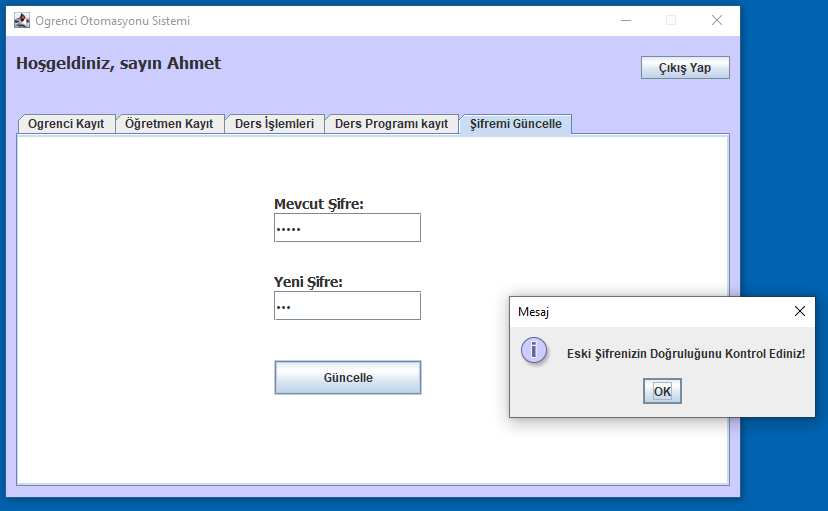 Ogrenci Otomasyonu Sistemi
Hoşgeldiniz, sayın Ahmet
Çıkış Yap
Ogrenci Kayıt
Öğretmen Kayıt
Ders İşlemleri
Ders Programı kayıt
Şifremi Güncelle
Mevcut Şifre:
•••••
Yeni Şifre:
•••
Güncelle
Mesaj
Eski Şifrenizin Doğruluğunu Kontrol Ediniz!
OK